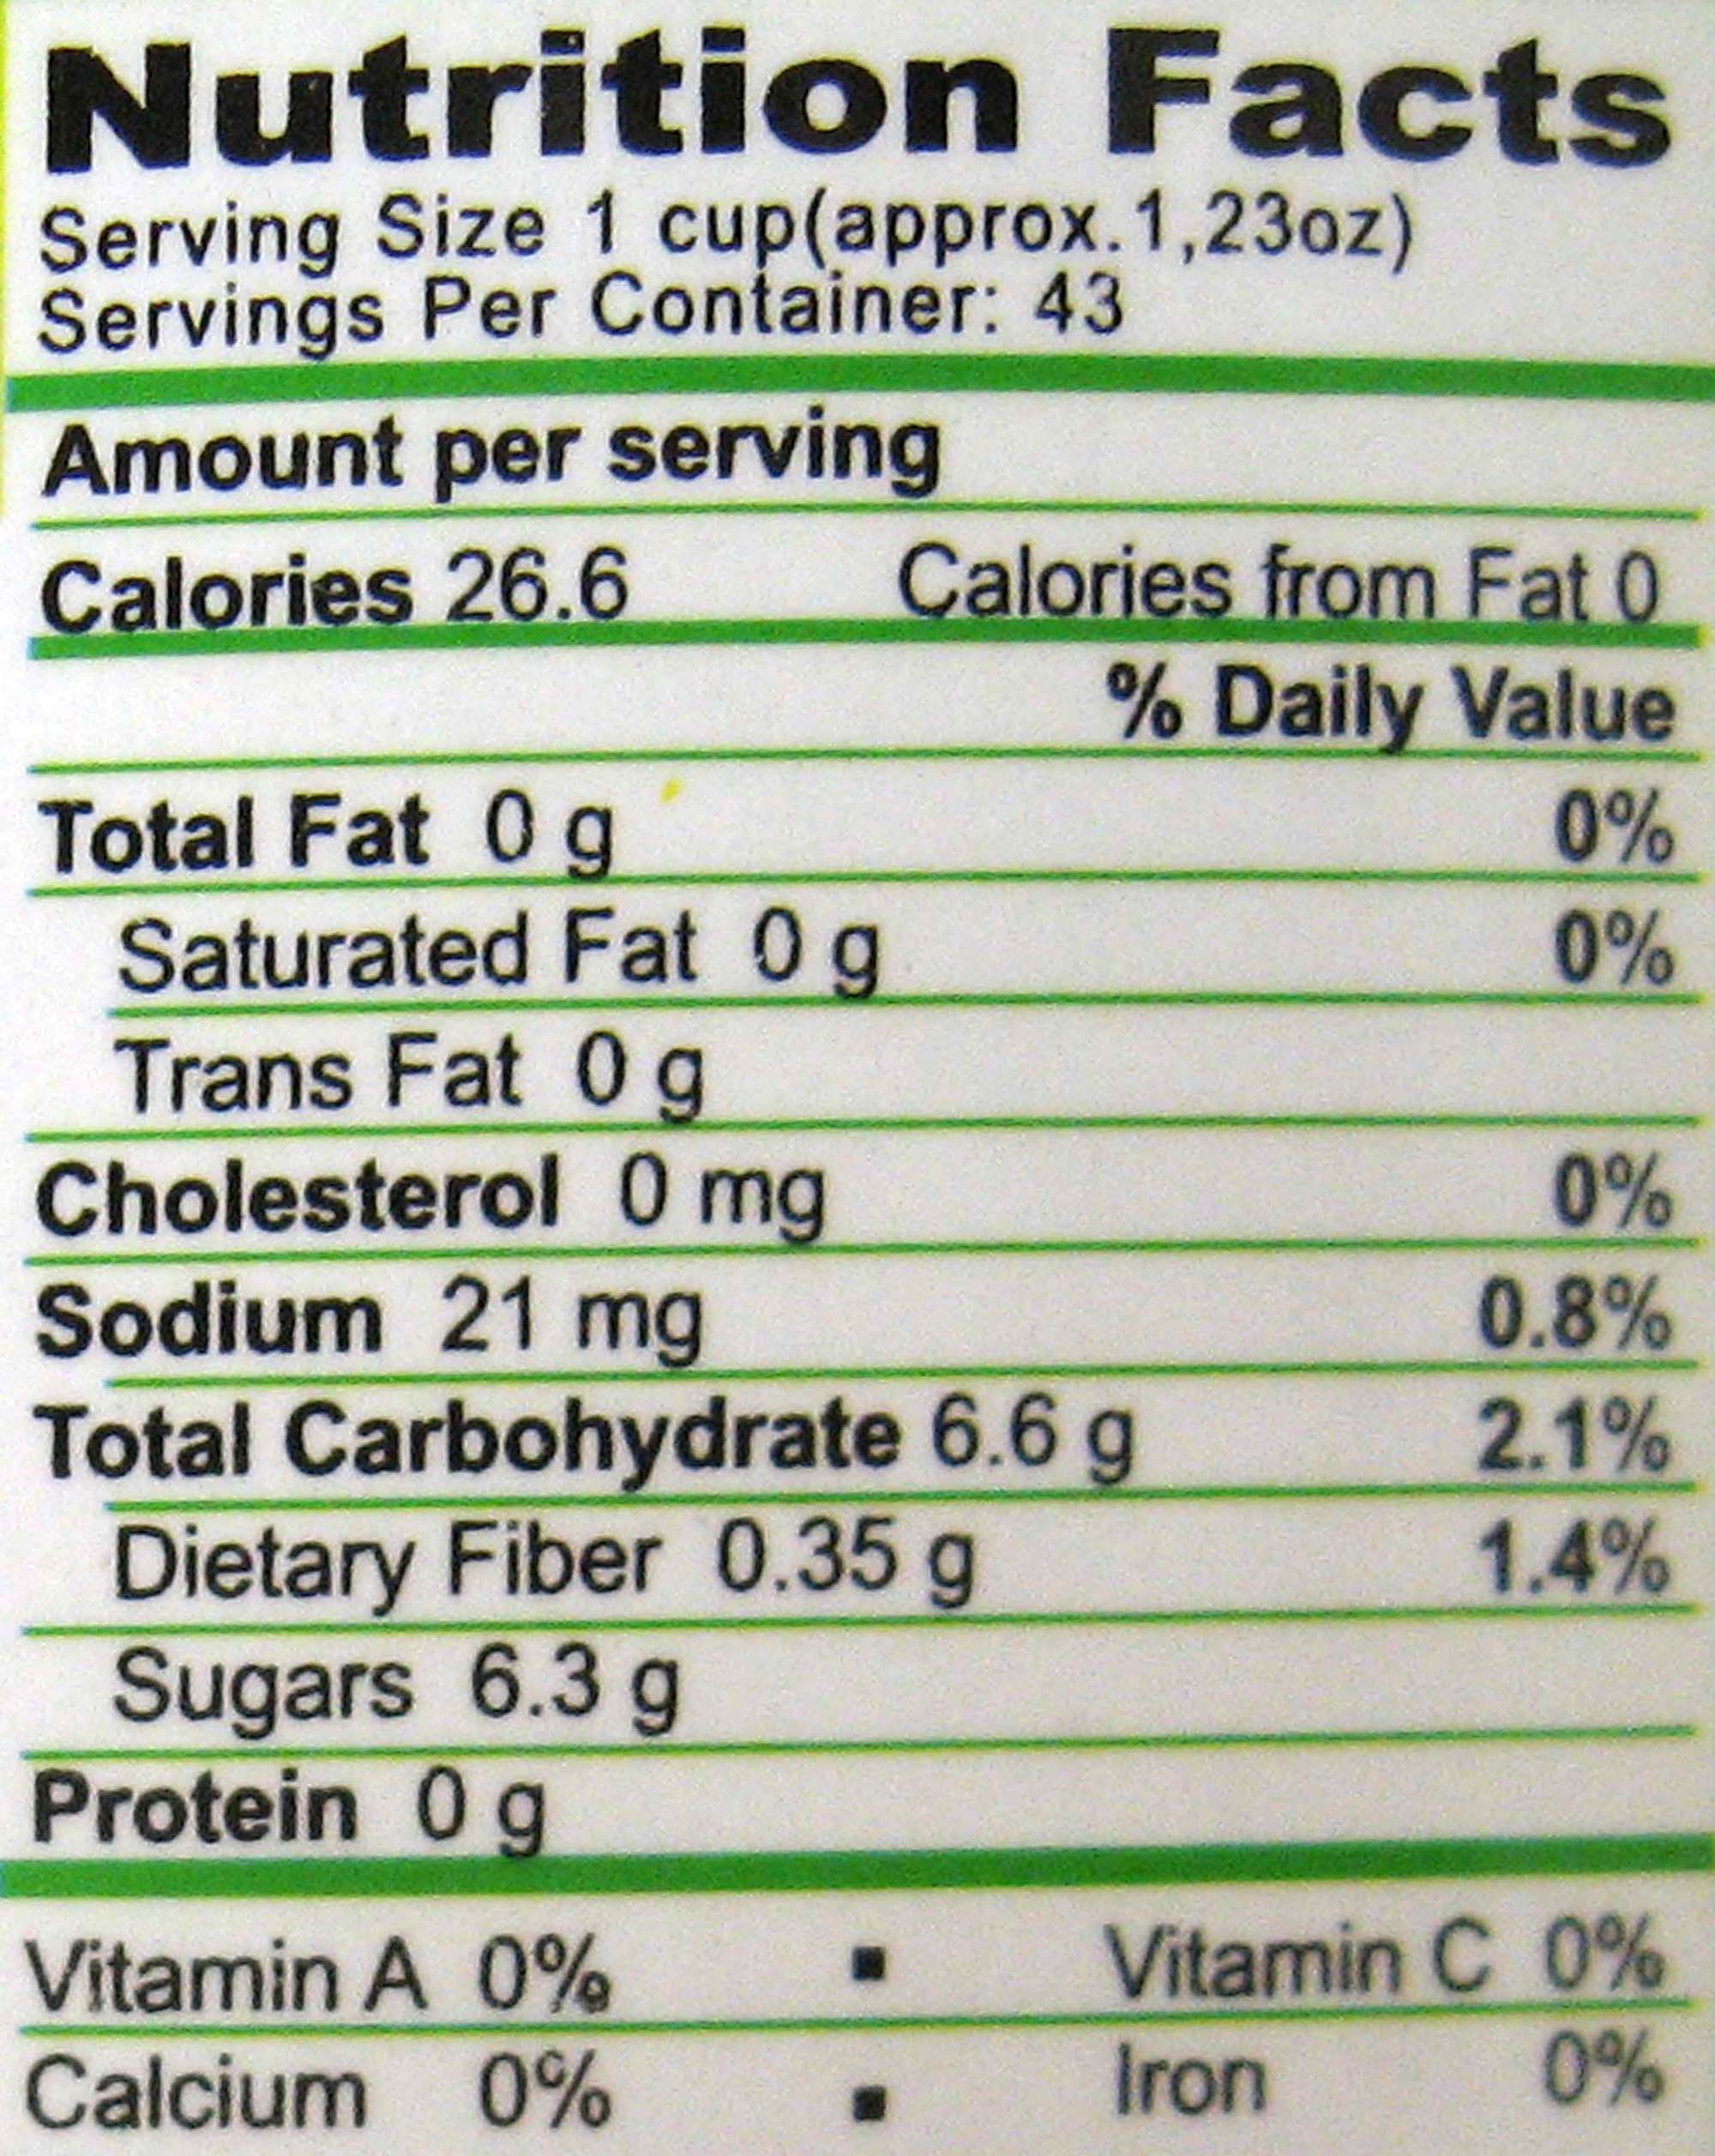 Nutrition Facts
Serving Size 1 cup(approx.1,23oz)
Servings Per Container: 43
Amount per serving
Calories 26.6 Calories from Fat 0
% Daily Value
Total Fat 0 g 0%
Saturated Fat 0 g 0%
Trans Fat 0 g
Cholesterol 0 mg 0%
Sodium 21 mg 0.8%
Total Carbohydrate 6.6 g 2.1%
Dietary Fiber 0.35 g 1.4%
Sugars 6.3 g
Protein 0 g
Vitamin A 0% ▪ Vitamin C 0%
Calcium 0% ▪ Iron 0%